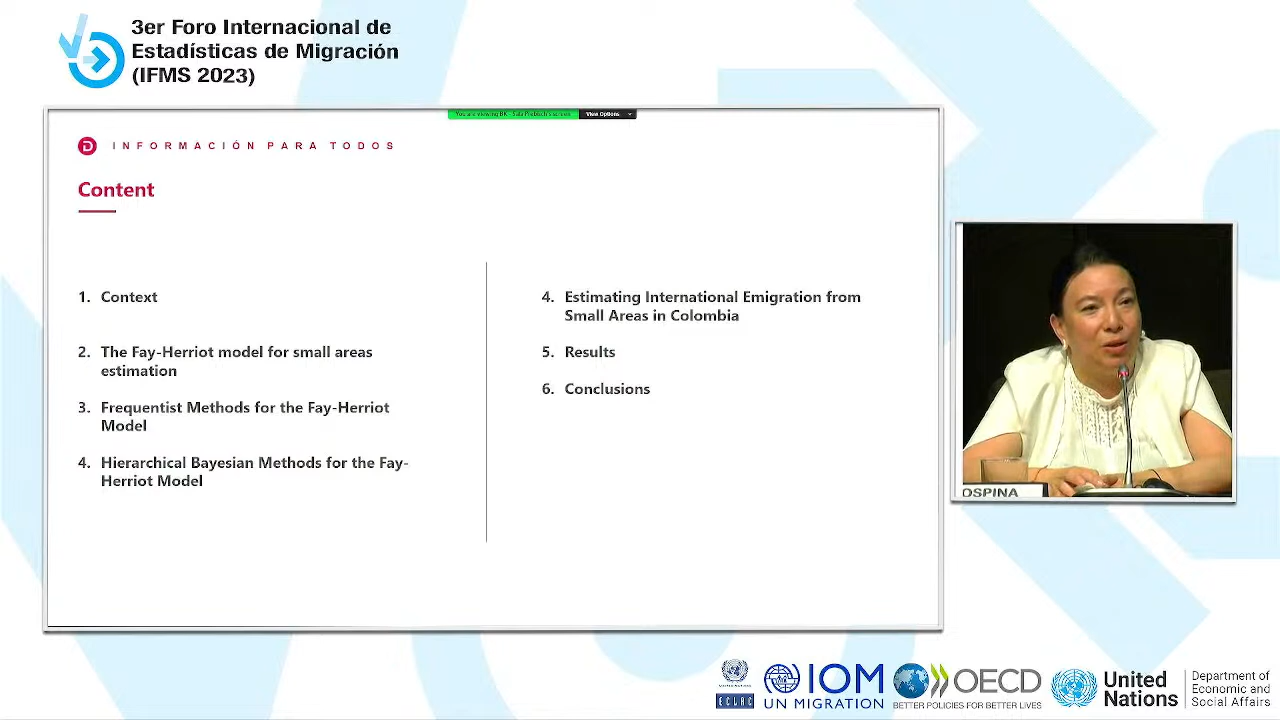 3er Foro Internacional de
Estadísticas de Migración
(IFMS 2023)
View Options
INFORMACIÓN PARA TODOS
Content
1. Context
2. The Fay-Herriot model for small areas
estimation
3. Frequentist Methods for the Fay-Herriot
Model
4. Hierarchical Bayesian Methods for the Fay-
Herriot Model
4. Estimating International Emigration from
Small Areas in Colombia
5. Results
6. Conclusions
OSPINA
ECLAC
IOM
UN MIGRATION
OECD
BETTER POLICIES FOR BETTER LIVES
United
Nations
Department of
Economic and
Social Affairs